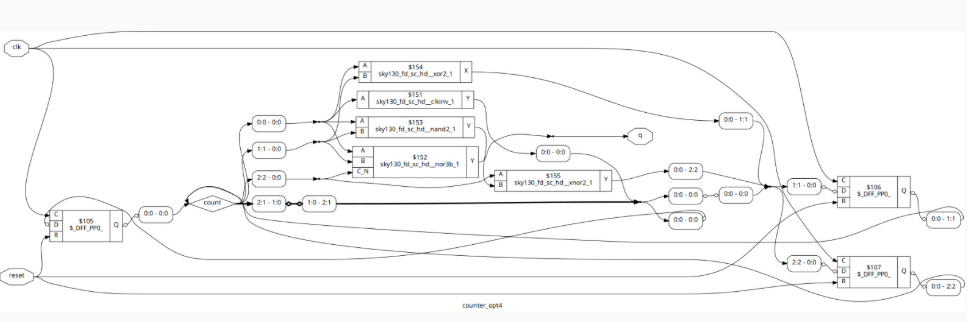 clk
$154
A
B
sky130_fd_sc_hd__xor2_1
X
$151
A
sky130_fd_sc_hd__clkinv_1
Y
0:0 - 0:0
$153
A
B
sky130_fd_sc_hd__nand2_1
Y
0:0 - 1:1
q
1:1 - 0:0
$152
A
B
C_N
sky130_fd_sc_hd__nor3b_1
Y
0:0 - 0:0
2:2 - 0:0
$155
A
B
sky130_fd_sc_hd__xnor2_1
Y
0:0 - 2:2
1:1 - 0:0
$106
C
D
R
$_DFF_PP0_
Q
count
2:1 - 1:0
1:0 - 2:1
0:0 - 0:0
0:0 - 0:0
$105
C
D
R
$_DFF_PP0_
Q
0:0 - 0:0
0:0 - 0:0
0:0 - 1:1
reset
2:2 - 0:0
$107
C
D
R
$_DFF_PP0_
Q
0:0 - 2:2
counter_opt4